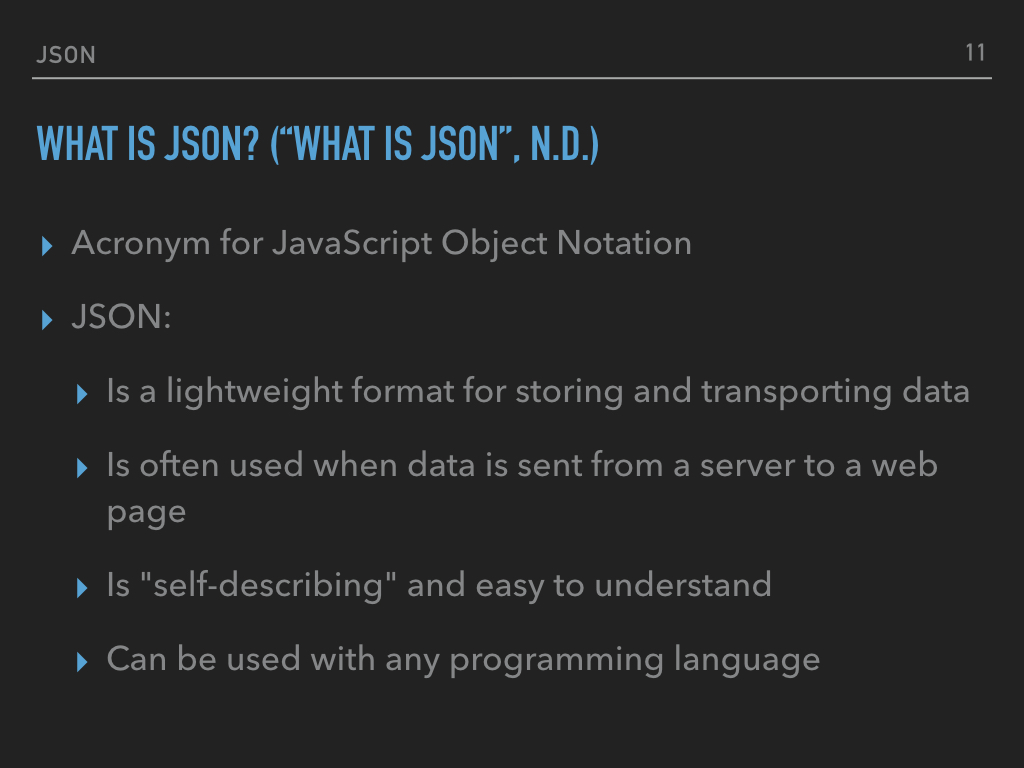 JSON
11
WHAT IS JSON? (“WHAT IS JSON”, N.D.)
Acronym for JavaScript Object Notation
JSON:
Is a lightweight format for storing and transporting data
Is often used when data is sent from a server to a web
page
Is "self-describing" and easy to understand
Can be used with any programming language